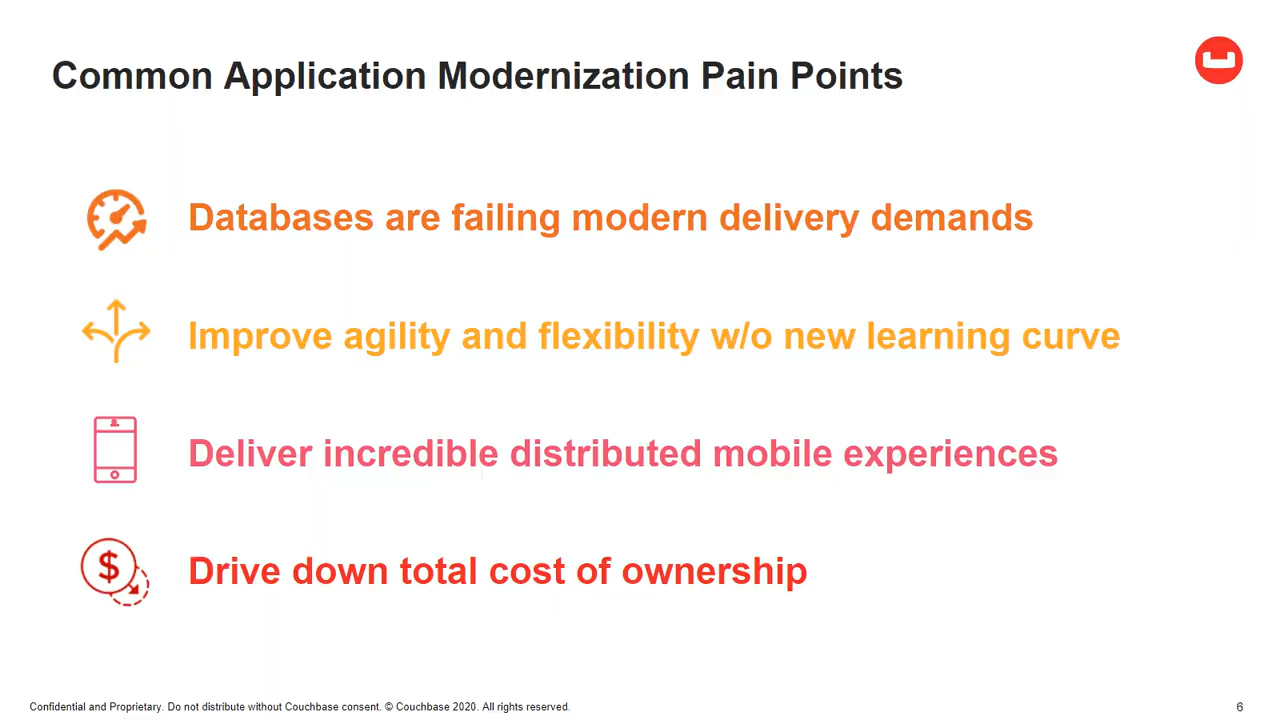 Common Application Modernization Pain Points
Databases are failing modern delivery demands
Improve agility and flexibility w/o new learning curve
Deliver incredible distributed mobile experiences
$
Drive down total cost of ownership
Confidential and Proprietary. Do not distribute without Couchbase consent. © Couchbase 2020. All rights reserved.
6